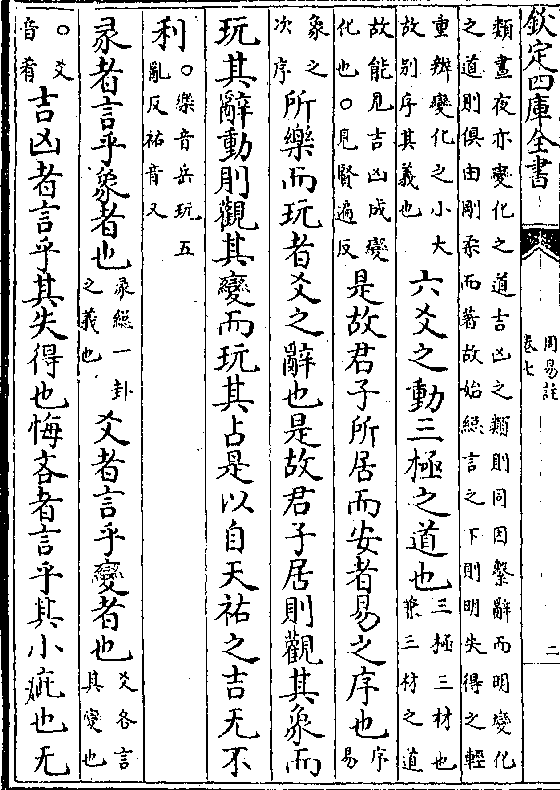 欽定四庫全書
周易註
卷七
二
類晝夜亦變化之道吉凶之類則同因繫辭而明變化
之道則俱由剛柔而著故始總言之下則明失得之輕
重辨變化之小大
故别序其義也
六爻之動三極之道也
三極三材也
兼三材之道
故能見吉凶成變
化也○見賢遍反
是故君子所居而安者易之序也
序易
象之
次序
所樂而玩者爻之辭也是故君子居則觀其象而
玩其辭動則觀其變而玩其占是以自天祐之吉无不
利
○樂音岳玩五
亂反祐音又
彖者言乎象者也
彖緫一卦
之義也
爻者言乎變者也
爻各言
其變也
○爻
音肴
吉凶者言乎其失得也悔吝者言乎其小疵也无